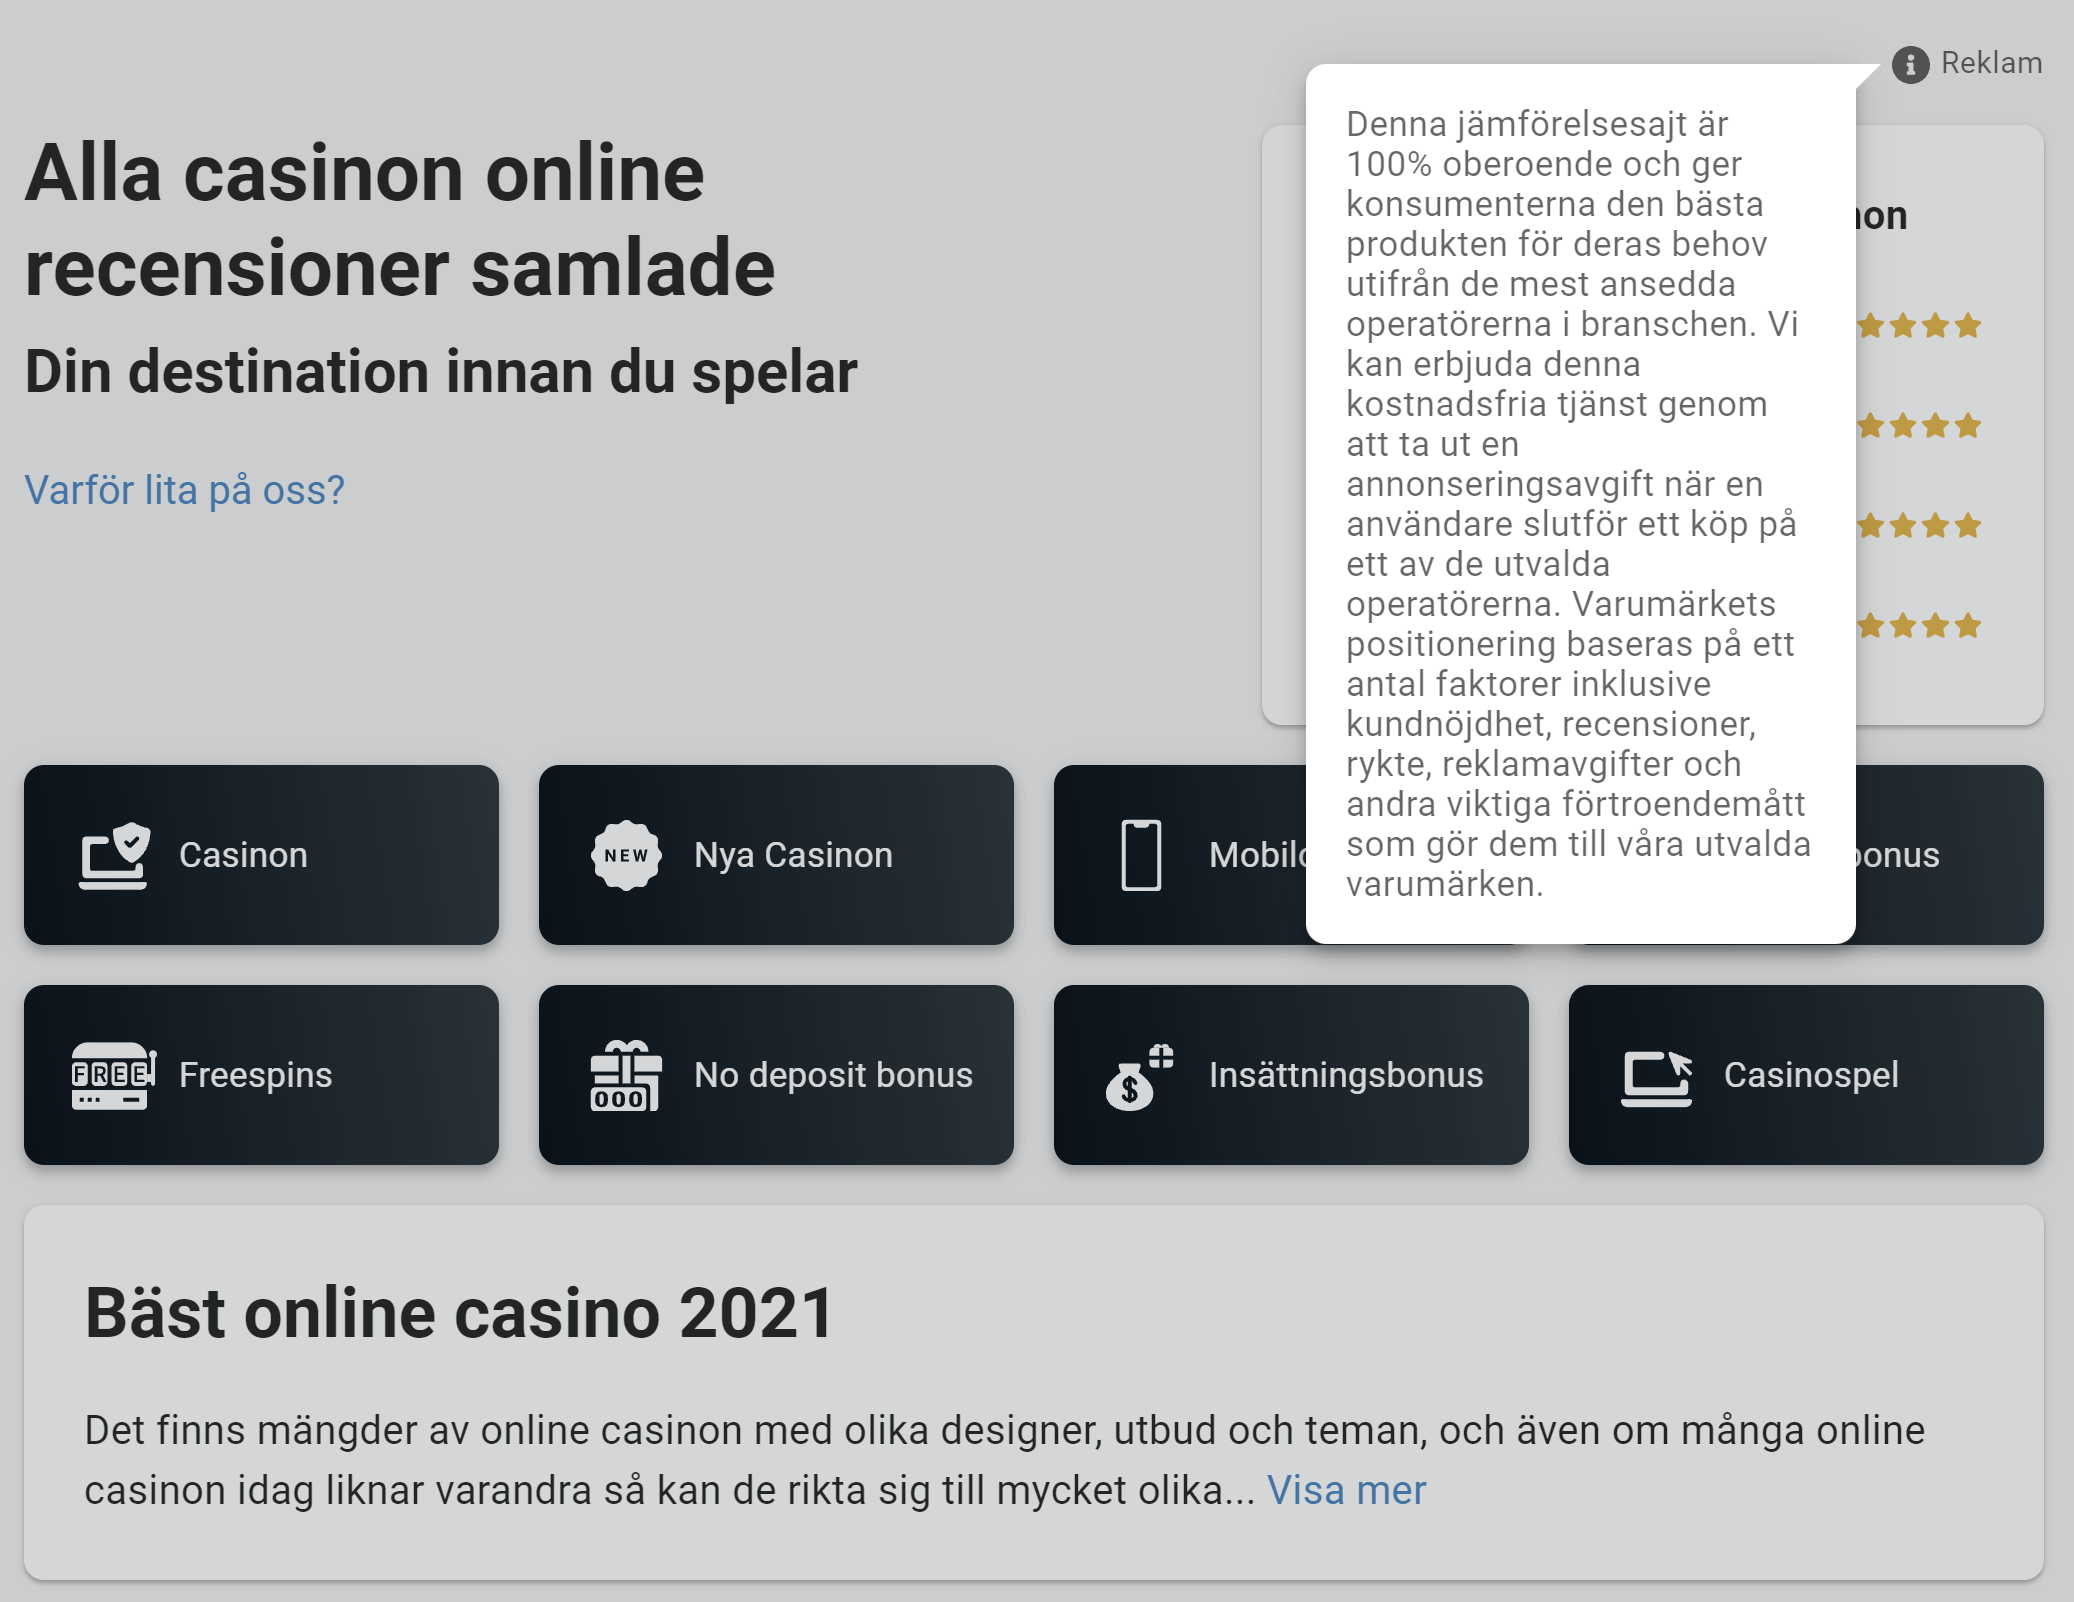 Reklam
Alla casinon online
recensioner samlade
Din destination innan du spelar
Varför lita på oss?
Denna jämförelsesajt är
100% oberoende och ger
konsumenterna den bästa
produkten för deras behov
utifrån de mest ansedda
operatörerna i branschen. Vi
kan erbjuda denna
kostnadsfria tjänst genom
att ta ut en
annonseringsavgift när en
användare slutför ett köp på
ett av de utvalda
operatörerna. Varumärkets
positionering baseras på ett
antal faktorer inklusive
kundnöjdhet, recensioner,
rykte, reklamavgifter och
andra viktiga förtroendemått
som gör dem till våra utvalda
varumärken.
Casinon
NEW
Nya Casinon
bonus
FREE
Freespins
000
No deposit bonus
$
Insättningsbonus
Casinospel
Bäst online casino 2021
Det finns mängder av online casinon med olika designer, utbud och teman, och även om många online
casinon idag liknar varandra så kan de rikta sig till mycket olika... Visa mer